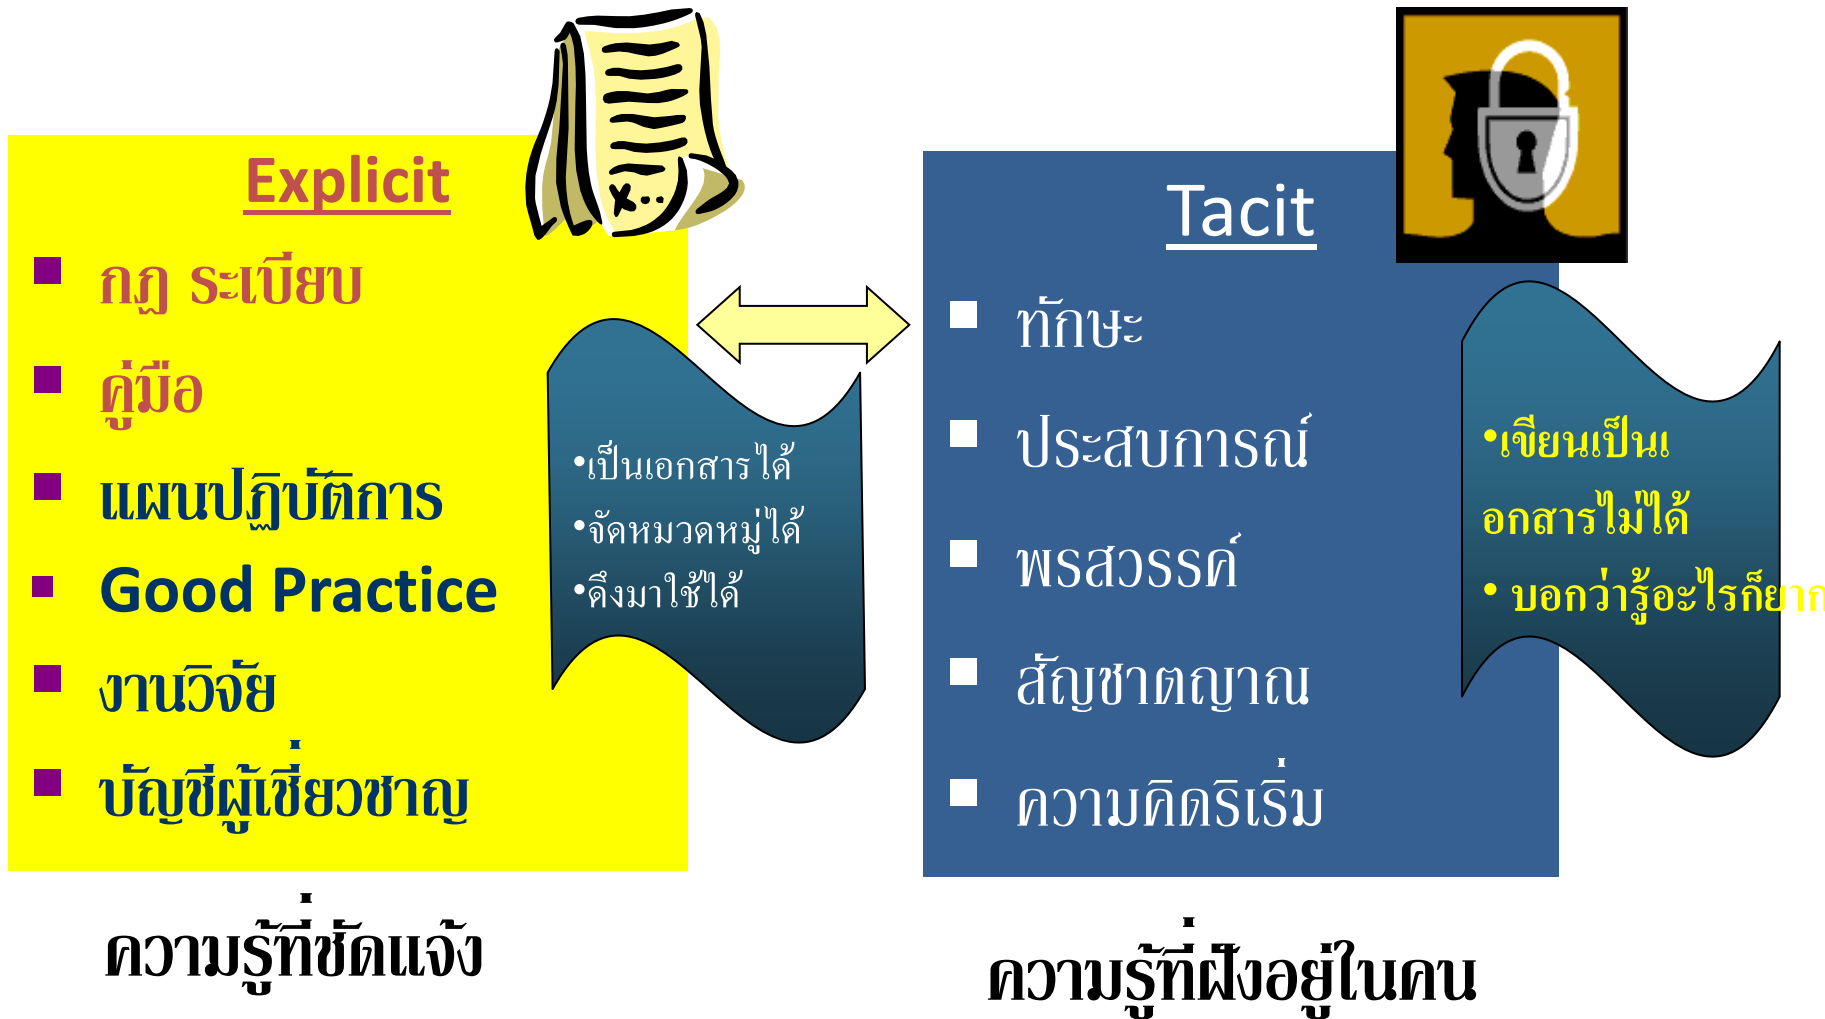 Explicit
กฎ ระเบียบ
คู่มือ
แผนปฏิบัติการ
Good Practice
งานวิจัย
บัญชีผู้เชี่ยวชาญ
•เป็นเอกสารได้
•จัดหมวดหมู่ได้
•ดึงมาใช้ได้
ความรู้ที่ชัดแจ้ง
Tacit
ทักษะ
ประสบการณ์
พรสวรรค์
สัญชาตญาณ
ความคิดริเริ่ม
•เขียนเป็นเ
อกสารไม่ได้
• บอกว่ารู้อะไรก็ยาก
ความรู้ที่ฝังอยู่ในคน